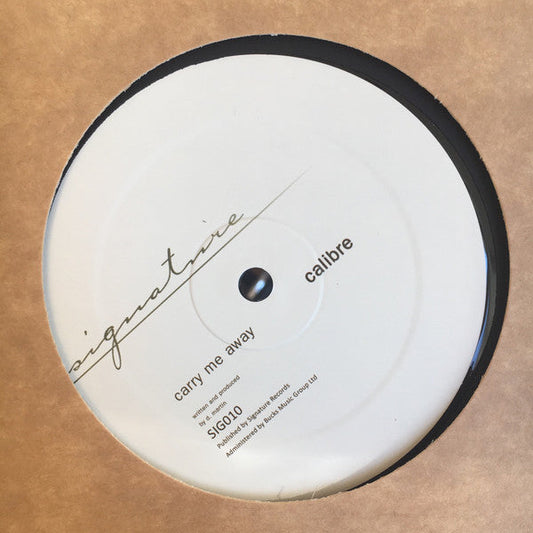 signature
calibre
carry me away
written and produced
by d. martin
SIG010
Published by Signature Records
Administered by Bucks Music Group Ltd